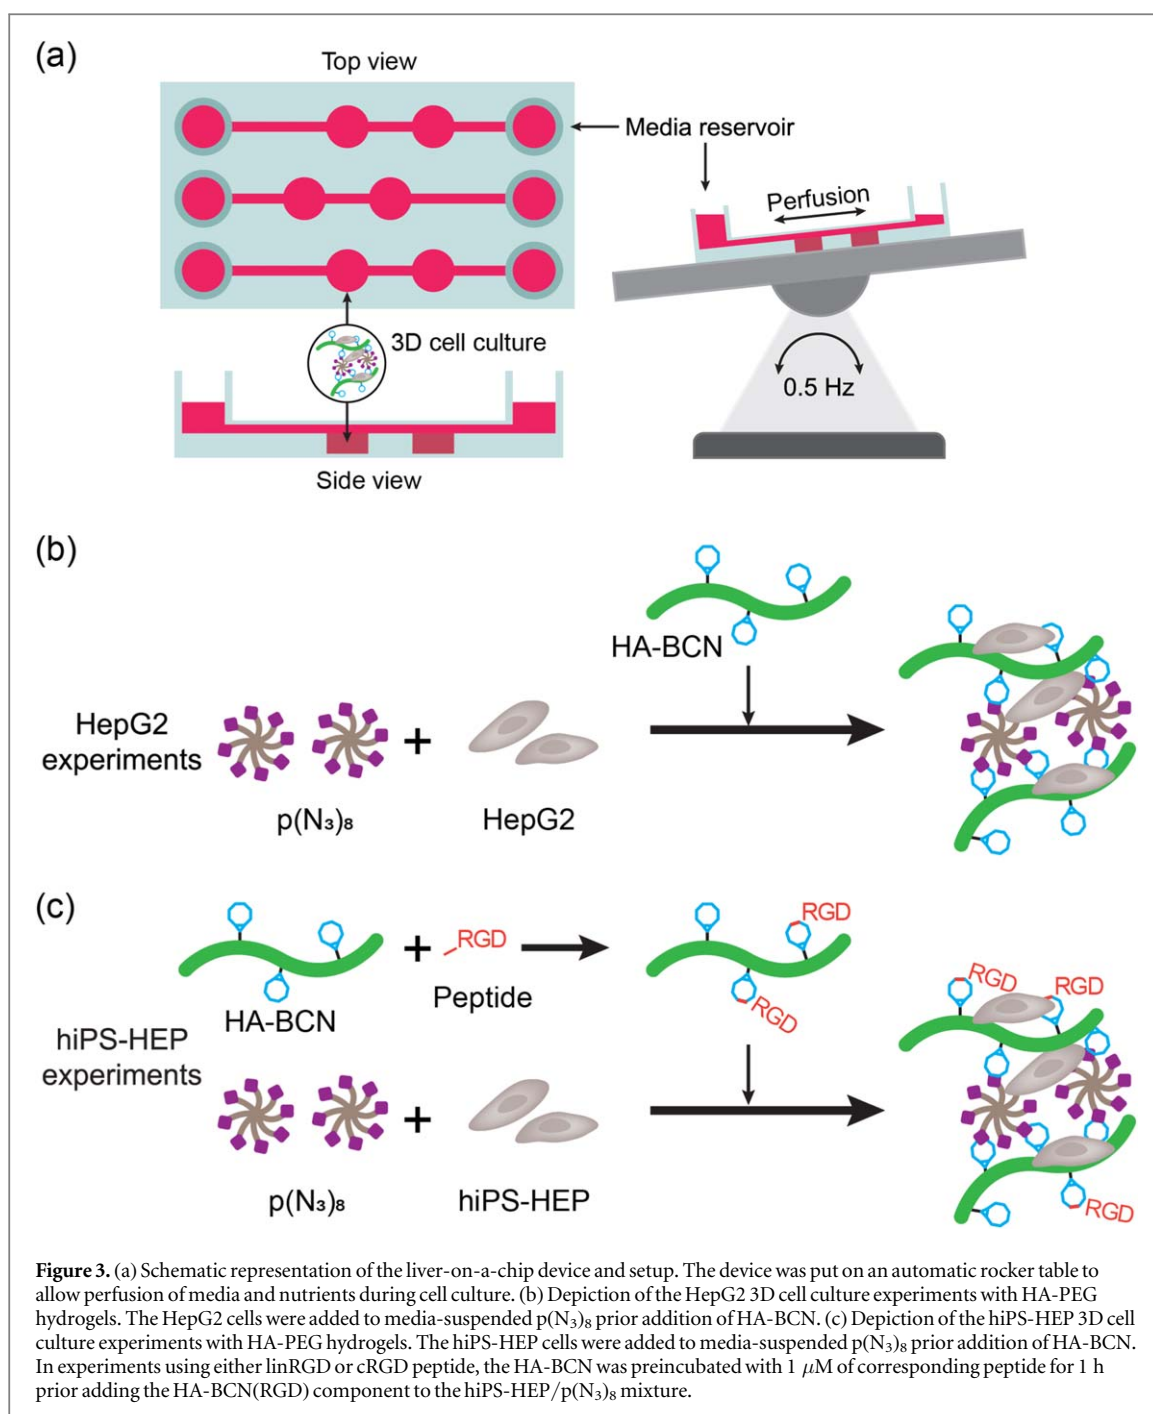 (a)
Top view
Media reservoir
Perfusion
3D cell culture
0.5 Hz
Side view
(b)
HA-BCN
HepG2
experiments
+
p(N₃)₈
HepG2
(c)
+
RGD
RGD
RGD
Peptide
HA-BCN
RGD
RGD
hiPS-HEP
experiments
+
p(N₃)₈
hiPS-HEP
RGD
Figure 3. (a) Schematic representation of the liver-on-a-chip device and setup. The device was put on an automatic rocker table to
allow perfusion of media and nutrients during cell culture. (b) Depiction of the HepG2 3D cell culture experiments with HA-PEG
hydrogels. The HepG2 cells were added to media-suspended p(N₃)₈ prior addition of HA-BCN. (c) Depiction of the hiPS-HEP 3D cell
culture experiments with HA-PEG hydrogels. The hiPS-HEP cells were added to media-suspended p(N₃)₈ prior addition of HA-BCN.
In experiments using either linRGD or cRGD peptide, the HA-BCN was preincubated with 1 μM of corresponding peptide for 1 h
prior adding the HA-BCN(RGD) component to the hiPS-HEP/p(N₃)₈ mixture.